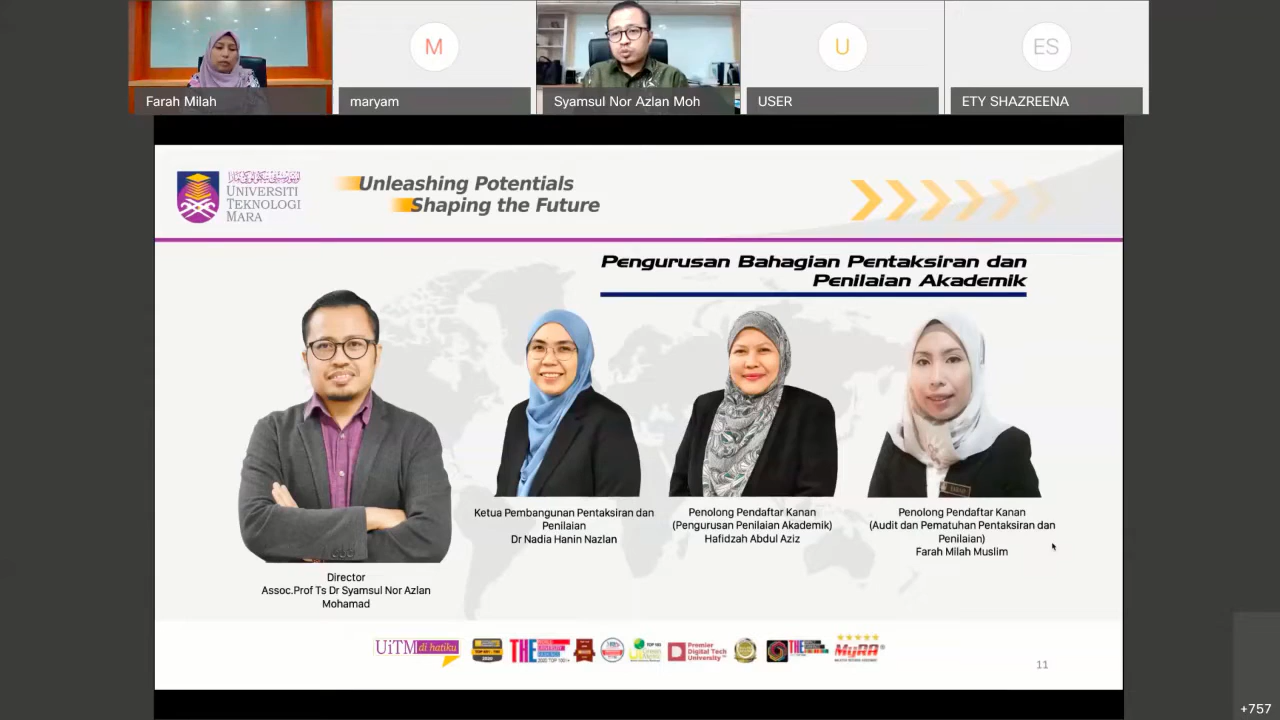 Farah Milah
M
maryam
Syamsul Nor Azlan Moh
U
USER
ES
ETY SHAZREENA
UNIVERSITI
TEKNOLOGI
MARA
Unleashing Potentials
Shaping the Future
Pengurusan Bahagian Pentaksiran dan
Penilaian Akademik
Director
Assoc.Prof Ts Dr Syamsul Nor Azlan
Mohamad
Ketua Pembangunan Pentaksiran dan
Penilaian
Dr Nadia Hanin Nazlan
Penolong Pendaftar Kanan
(Pengurusan Penilaian Akademik)
Hafidzah Abdul Aziz
Penolong Pendaftar Kanan
(Audit dan Pematuhan Pentaksiran dan
Penilaian)
Farah Milah Muslim
UiTM di hatiku
THE
Premier
Digital Tech
University
THE
MyRA
11
+757